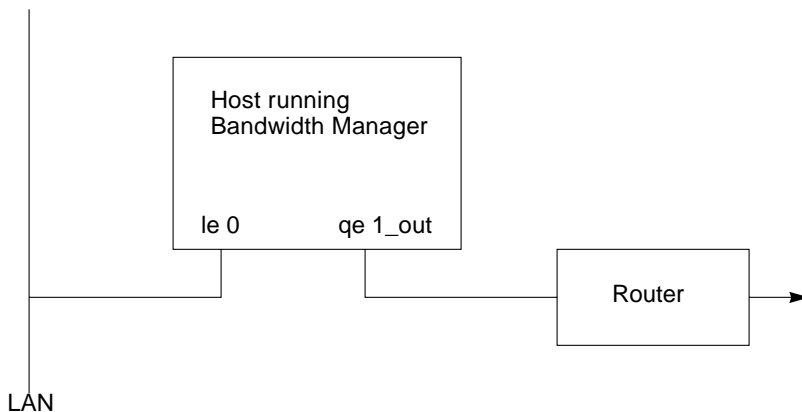 Host running
Bandwidth Manager
le 0
qe 1_out
Router
LAN